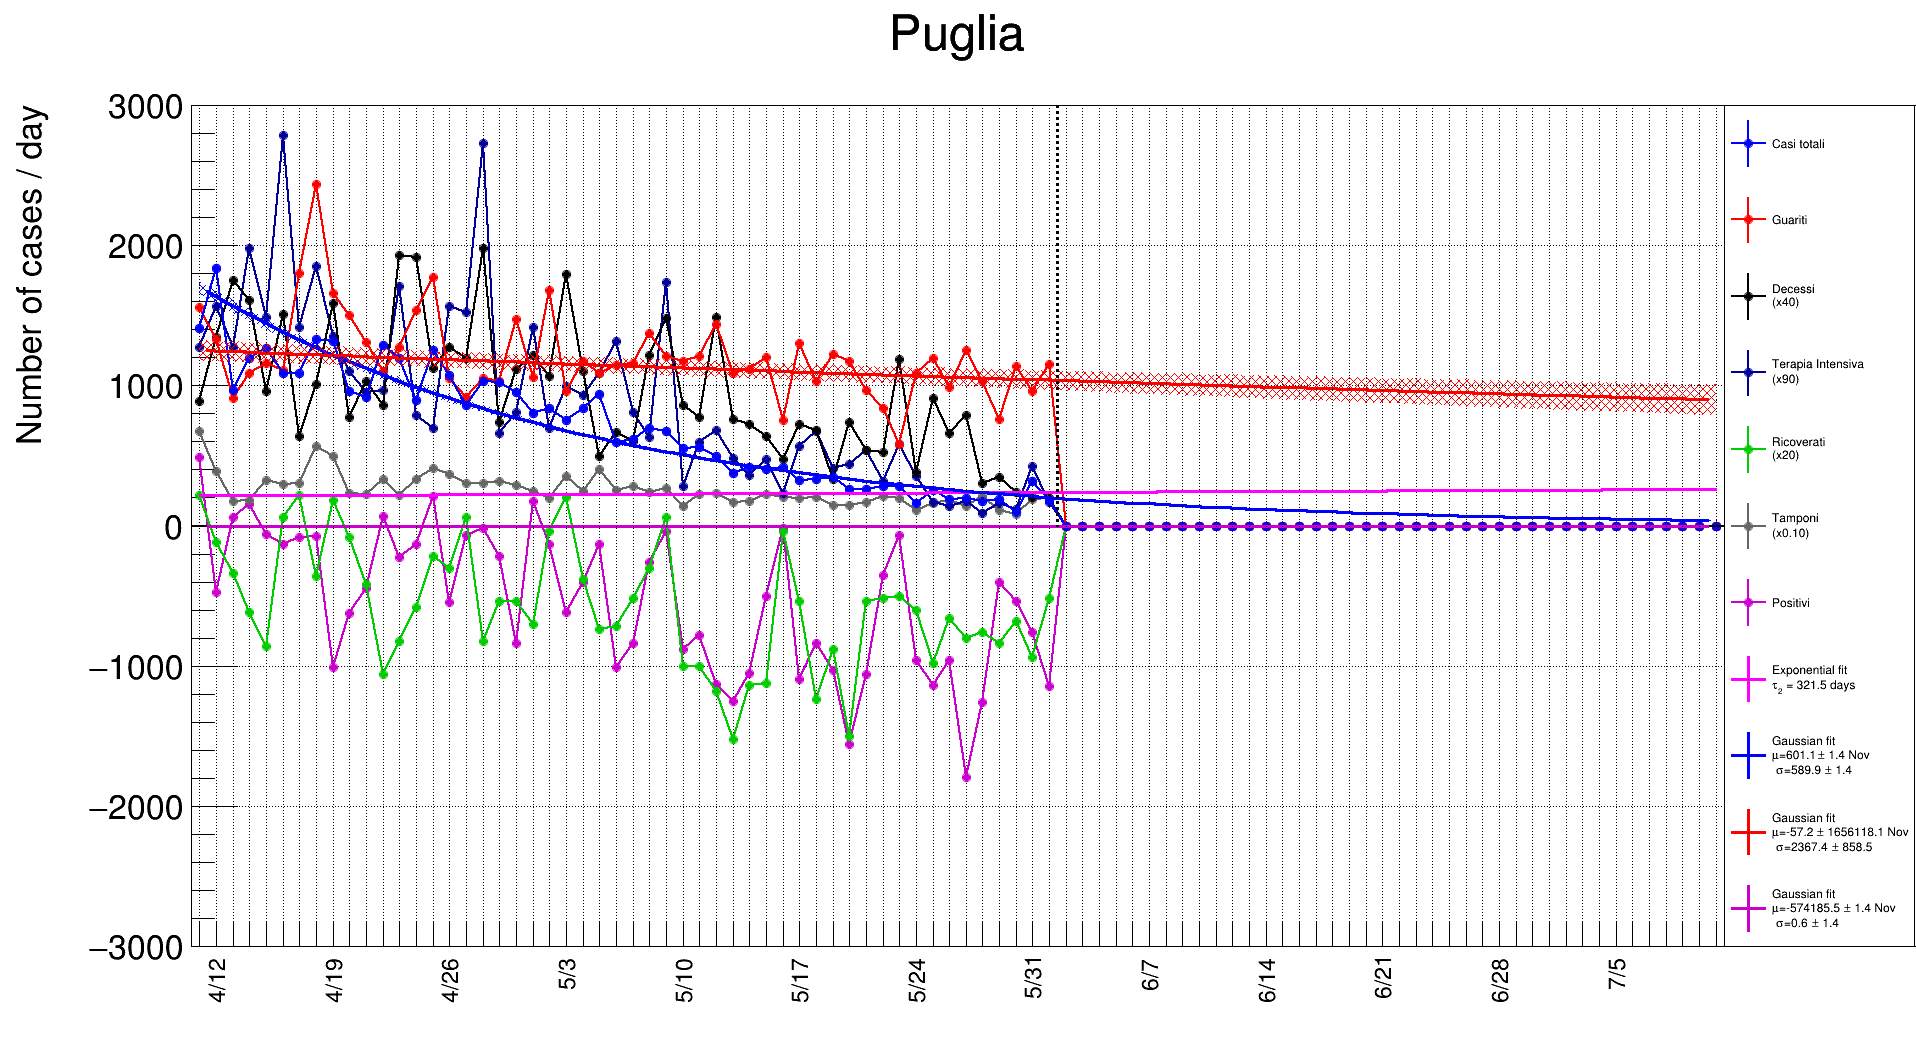 Puglia
Number of cases / day
3000
2000
1000
0
−1000
−2000
−3000
4/12
4/19
4/26
5/3
5/10
5/17
5/24
5/31
6/7
6/14
6/21
6/28
7/5
Casi totali
Guariti
Decessi
(x40)
Terapia Intensiva
(x90)
Ricoverati
(x20)
Tamponi
(x0.10)
Positivi
Exponential fit
τ2 = 321.5 days
Gaussian fit
μ=601.1 ± 1.4 Nov
σ=589.9 ± 1.4
Gaussian fit
μ=-57.2 ± 1656118.1 Nov
σ=2367.4 ± 858.5
Gaussian fit
μ=-574185.5 ± 1.4 Nov
σ=0.6 ± 1.4